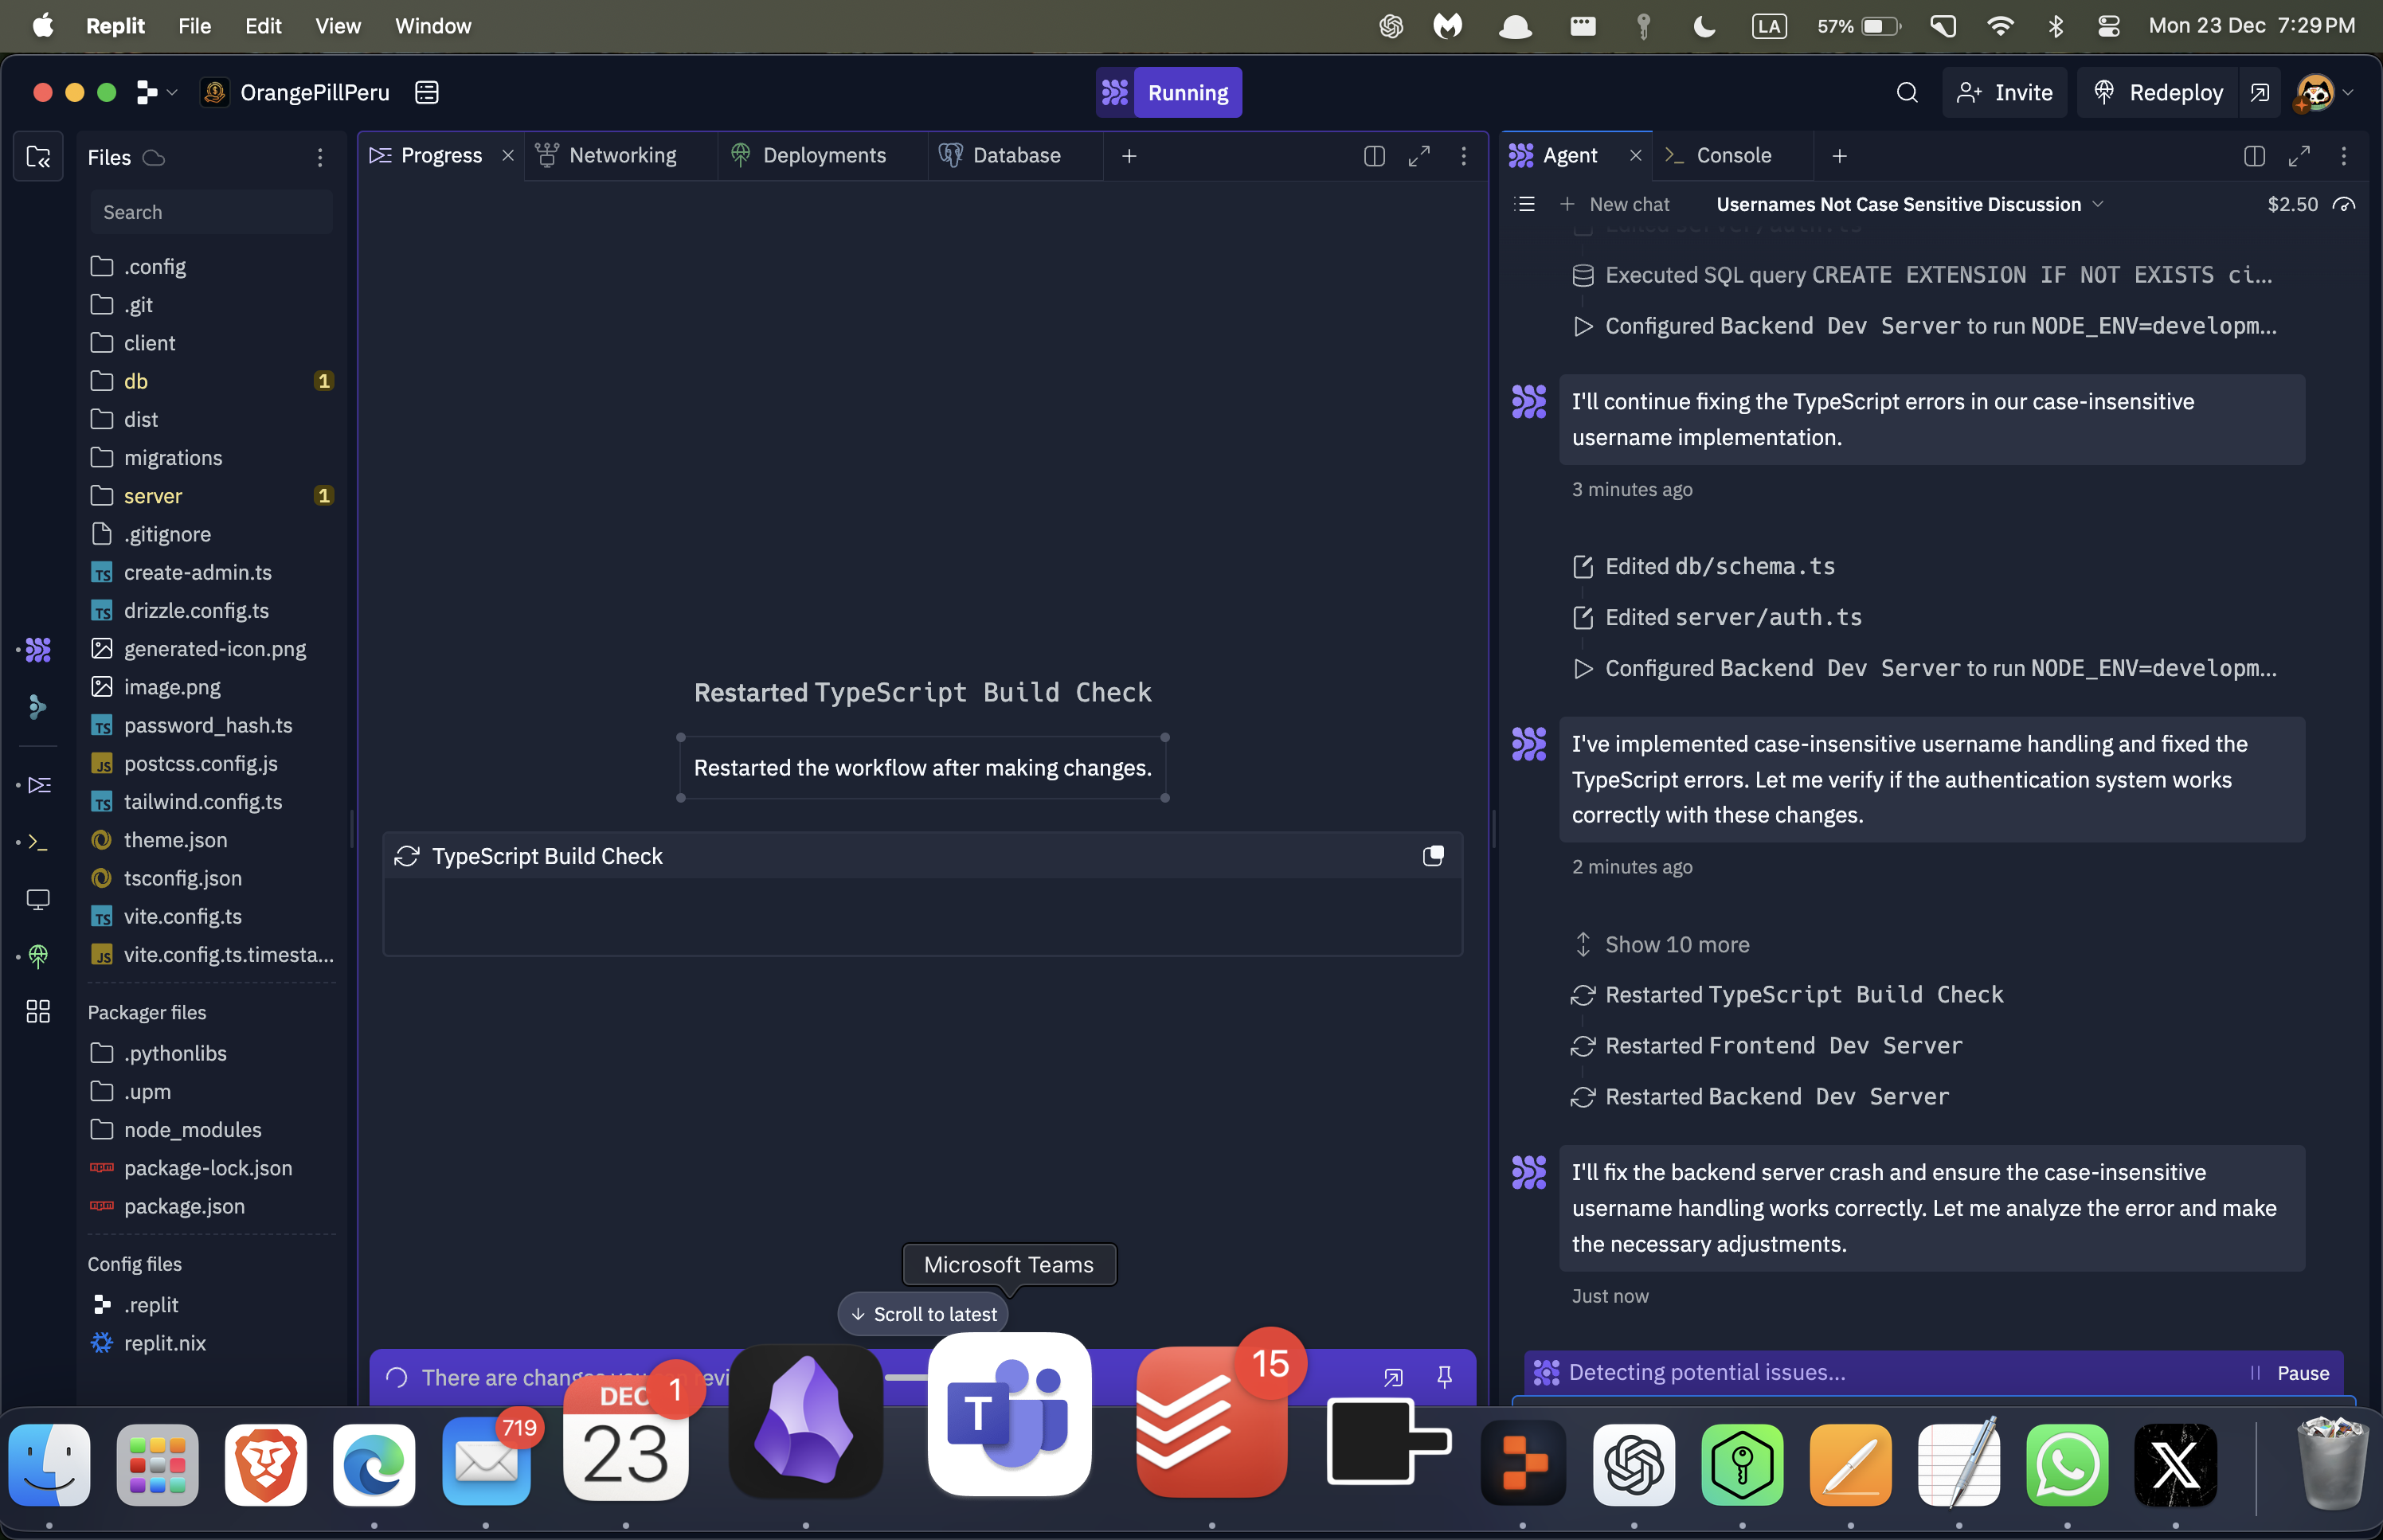 Replit File Edit View Window
LA 57% Mon 23 Dec 7:29 PM
OrangePillPeru
Running
Invite
Redeploy
Files
Search
.config
.git
client
db 1
dist
migrations
server 1
.gitignore
TS create-admin.ts
TS drizzle.config.ts
generated-icon.png
image.png
TS password_hash.ts
JS postcss.config.js
TS tailwind.config.ts
theme.json
tsconfig.json
TS vite.config.ts
JS vite.config.ts.timesta...
Packager files
.pythonlibs
.upm
node_modules
package-lock.json
package.json
Config files
.replit
replit.nix
Progress Networking Deployments Database
Restarted TypeScript Build Check
Restarted the workflow after making changes.
TypeScript Build Check
Microsoft Teams
Scroll to latest
Agent Console
New chat Usernames Not Case Sensitive Discussion $2.50
Executed SQL query CREATE EXTENSION IF NOT EXISTS ci...
Configured Backend Dev Server to run NODE_ENV=developm...
I'll continue fixing the TypeScript errors in our case-insensitive
username implementation.
3 minutes ago
Edited db/schema.ts
Edited server/auth.ts
Configured Backend Dev Server to run NODE_ENV=developm...
I've implemented case-insensitive username handling and fixed the
TypeScript errors. Let me verify if the authentication system works
correctly with these changes.
2 minutes ago
Show 10 more
Restarted TypeScript Build Check
Restarted Frontend Dev Server
Restarted Backend Dev Server
I'll fix the backend server crash and ensure the case-insensitive
username handling works correctly. Let me analyze the error and make
the necessary adjustments.
Just now
Detecting potential issues...
Pause
There are
719
DEC 1
23
T
15